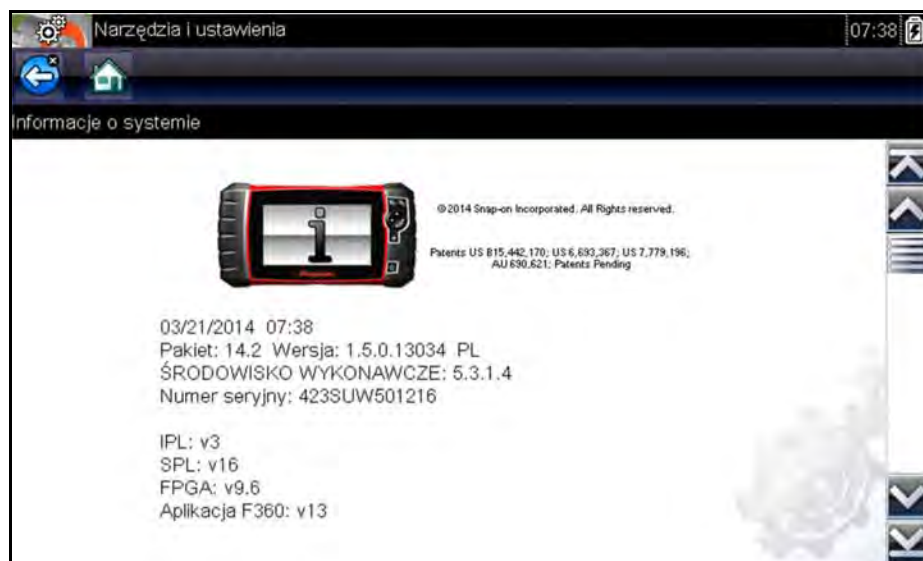 Narzędzia i ustawienia
07:38
Informacje o systemie
©2014 Snap-on Incorporated. All Rights reserved.
Patents US 815,442,170; US 6,693,367; US 7,779,196;
AU 690,621; Patents Pending
03/21/2014 07:38
Pakiet: 14.2 Wersja: 1.5.0.13034 PL
ŚRODOWISKO WYKONAWCZE: 5.3.1.4
Numer seryjny: 423SUW501216
IPL: v3
SPL: v16
FPGA: v9.6
Aplikacja F360: v13